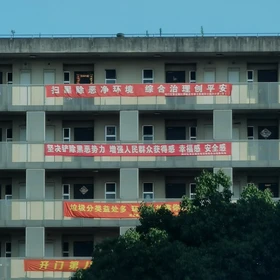 扫黑除恶净环境 综合治理创平安
坚决铲除黑恶势力 增强人民群众获得感 幸福感 安全感
垃圾分类益处多
开门第